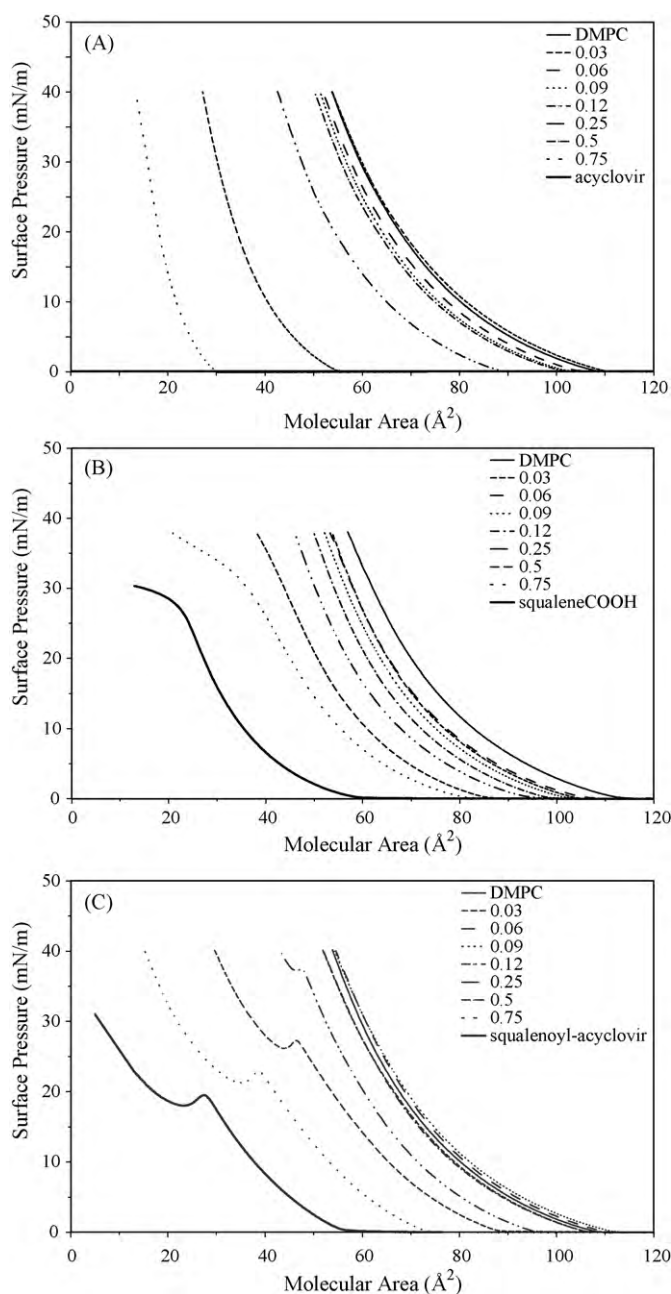 (A)
DMPC
0.03
0.06
0.09
0.12
0.25
0.5
0.75
acyclovir
50
40
30
20
10
0
Surface Pressure (mN/m)
0 20 40 60 80 100 120
Molecular Area (Å²)
(B)
DMPC
0.03
0.06
0.09
0.12
0.25
0.5
0.75
squaleneCOOH
50
40
30
20
10
0
Surface Pressure (mN/m)
0 20 40 60 80 100 120
Molecular Area (Å²)
(C)
DMPC
0.03
0.06
0.09
0.12
0.25
0.5
0.75
squalenoyl-acyclovir
50
40
30
20
10
0
Surface Pressure (mN/m)
0 20 40 60 80 100 120
Molecular Area (Å²)